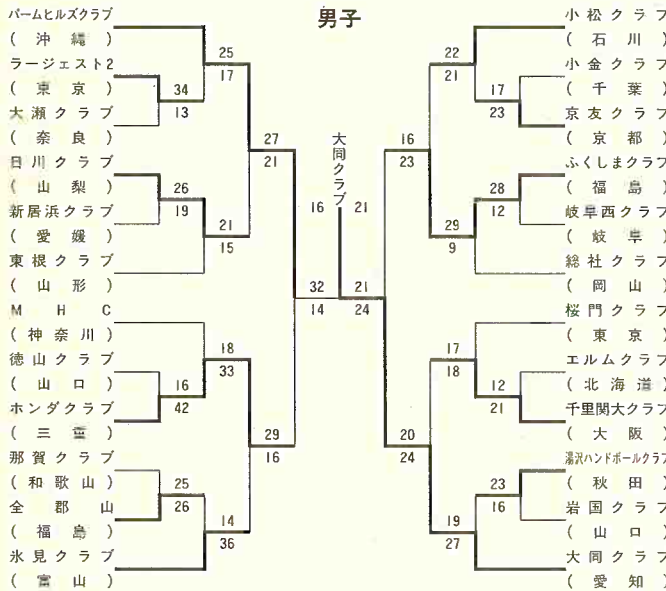 男子
パームヒルズクラブ
( 沖 縄 )
ラージェスト2
( 東 京 )
大瀬クラブ
( 奈 良 )
日川クラブ
( 山 梨 )
新居浜クラブ
( 愛 媛 )
東根クラブ
( 山 形 )
M H C
( 神 奈 川 )
徳山クラブ
( 山 口 )
ホンダクラブ
( 三 重 )
那賀クラブ
( 和 歌 山 )
全 郡 山
( 福 島 )
氷見クラブ
( 富 山 )
34
13
26
19
16
42
25
26
25
17
21
15
18
33
14
36
27
21
29
16
32
14
大同クラブ
16 21
21
24
16
23
20
24
22
21
29
9
17
18
19
27
17
23
28
12
12
21
23
16
小松クラブ
( 石 川 )
小金クラブ
( 千 葉 )
京友クラブ
( 京 都 )
ふくしまクラブ
( 福 島 )
岐阜西クラブ
( 岐 阜 )
総社クラブ
( 岡 山 )
桜門クラブ
( 東 京 )
エルムクラブ
( 北 海 道 )
千里関大クラブ
( 大 阪 )
湯沢ハンドボールクラブ
( 秋 田 )
岩国クラブ
( 山 口 )
大同クラブ
( 愛 知 )